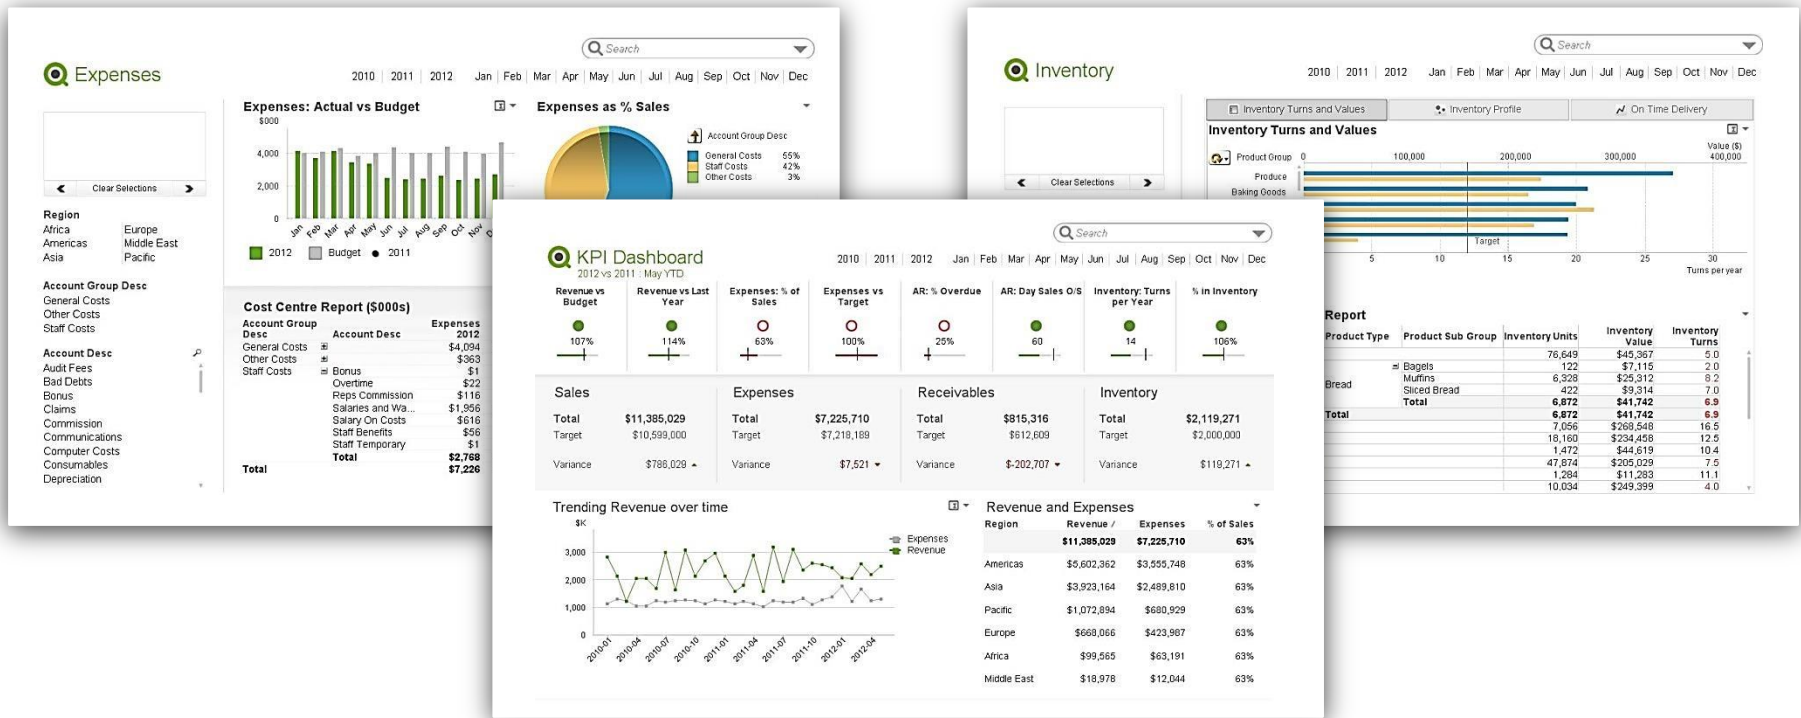 Search
Expenses
2010 2011 2012 Jan Feb Mar Apr May Jun Jul Aug Sep Oct Nov Dec
Clear Selections
Region
Africa Europe
Americas Middle East
Asia Pacific
Account Group Desc
General Costs
Other Costs
Staff Costs
Account Desc
Audit Fees
Bad Debts
Bonus
Claims
Commission
Communications
Computer Costs
Consumables
Depreciation
Expenses: Actual vs Budget
$000
4,000
2,000
0
Jan Feb Mar Apr May Jun Jul Aug Sep Oct Nov
2012 Budget 2011
Expenses as % Sales
Account Group Desc
General Costs 55%
Staff Costs 42%
Other Costs 3%
Cost Centre Report ($000s)
Account Group Desc Account Desc Expenses 2012
General Costs $4,094
Other Costs $363
Staff Costs Bonus $1
Overtime $22
Reps Commission $116
Salaries and Wa... $1,956
Salary On Costs $616
Staff Benefits $56
Staff Temporary $1
Total $2,768
Total $7,226
Search
KPI Dashboard
2012 vs 2011 : May YTD
2010 2011 2012 Jan Feb Mar Apr May Jun Jul Aug Sep Oct Nov Dec
Revenue vs Budget
107%
Revenue vs Last Year
114%
Expenses: % of Sales
63%
Expenses vs Target
100%
AR: % Overdue
25%
AR: Day Sales O/S
60
Inventory: Turns per Year
14
% in Inventory
106%
Sales
Total $11,385,029
Target $10,599,000
Variance $786,029
Expenses
Total $7,225,710
Target $7,218,189
Variance $7,521
Receivables
Total $815,316
Target $612,609
Variance $-202,707
Inventory
Total $2,119,271
Target $2,000,000
Variance $119,271
Trending Revenue over time
$K
3,000
2,000
1,000
0
2010-01 2010-04 2010-07 2010-10 2011-01 2011-04 2011-07 2011-10 2012-01 2012-04
Expenses
Revenue
Revenue and Expenses
Region Revenue / Expenses % of Sales
$11,385,029 $7,225,710 63%
Americas $5,602,362 $3,555,748 63%
Asia $3,923,164 $2,489,810 63%
Pacific $1,072,894 $680,929 63%
Europe $668,066 $423,987 63%
Africa $99,565 $63,191 63%
Middle East $18,978 $12,044 63%
Search
Inventory
2010 2011 2012 Jan Feb Mar Apr May Jun Jul Aug Sep Oct Nov Dec
Clear Selections
Inventory Turns and Values Inventory Profile On Time Delivery
Inventory Turns and Values
Value ($)
Product Group 0 100,000 200,000 300,000 400,000
Produce
Baking Goods
Target
5 10 15 20 25 30
Turns per year
Report
Product Type Product Sub Group Inventory Units Inventory Value Inventory Turns
76,649 $45,367 5.0
Bagels 122 $7,115 2.0
Bread Muffins 6,328 $25,312 8.2
Sliced Bread 422 $9,314 7.0
Total 6,872 $41,742 6.9
Total 6,872 $41,742 6.9
7,056 $268,548 16.5
18,160 $234,458 12.5
1,472 $44,619 10.4
47,874 $205,029 7.5
1,284 $11,283 11.1
10,034 $249,399 4.0